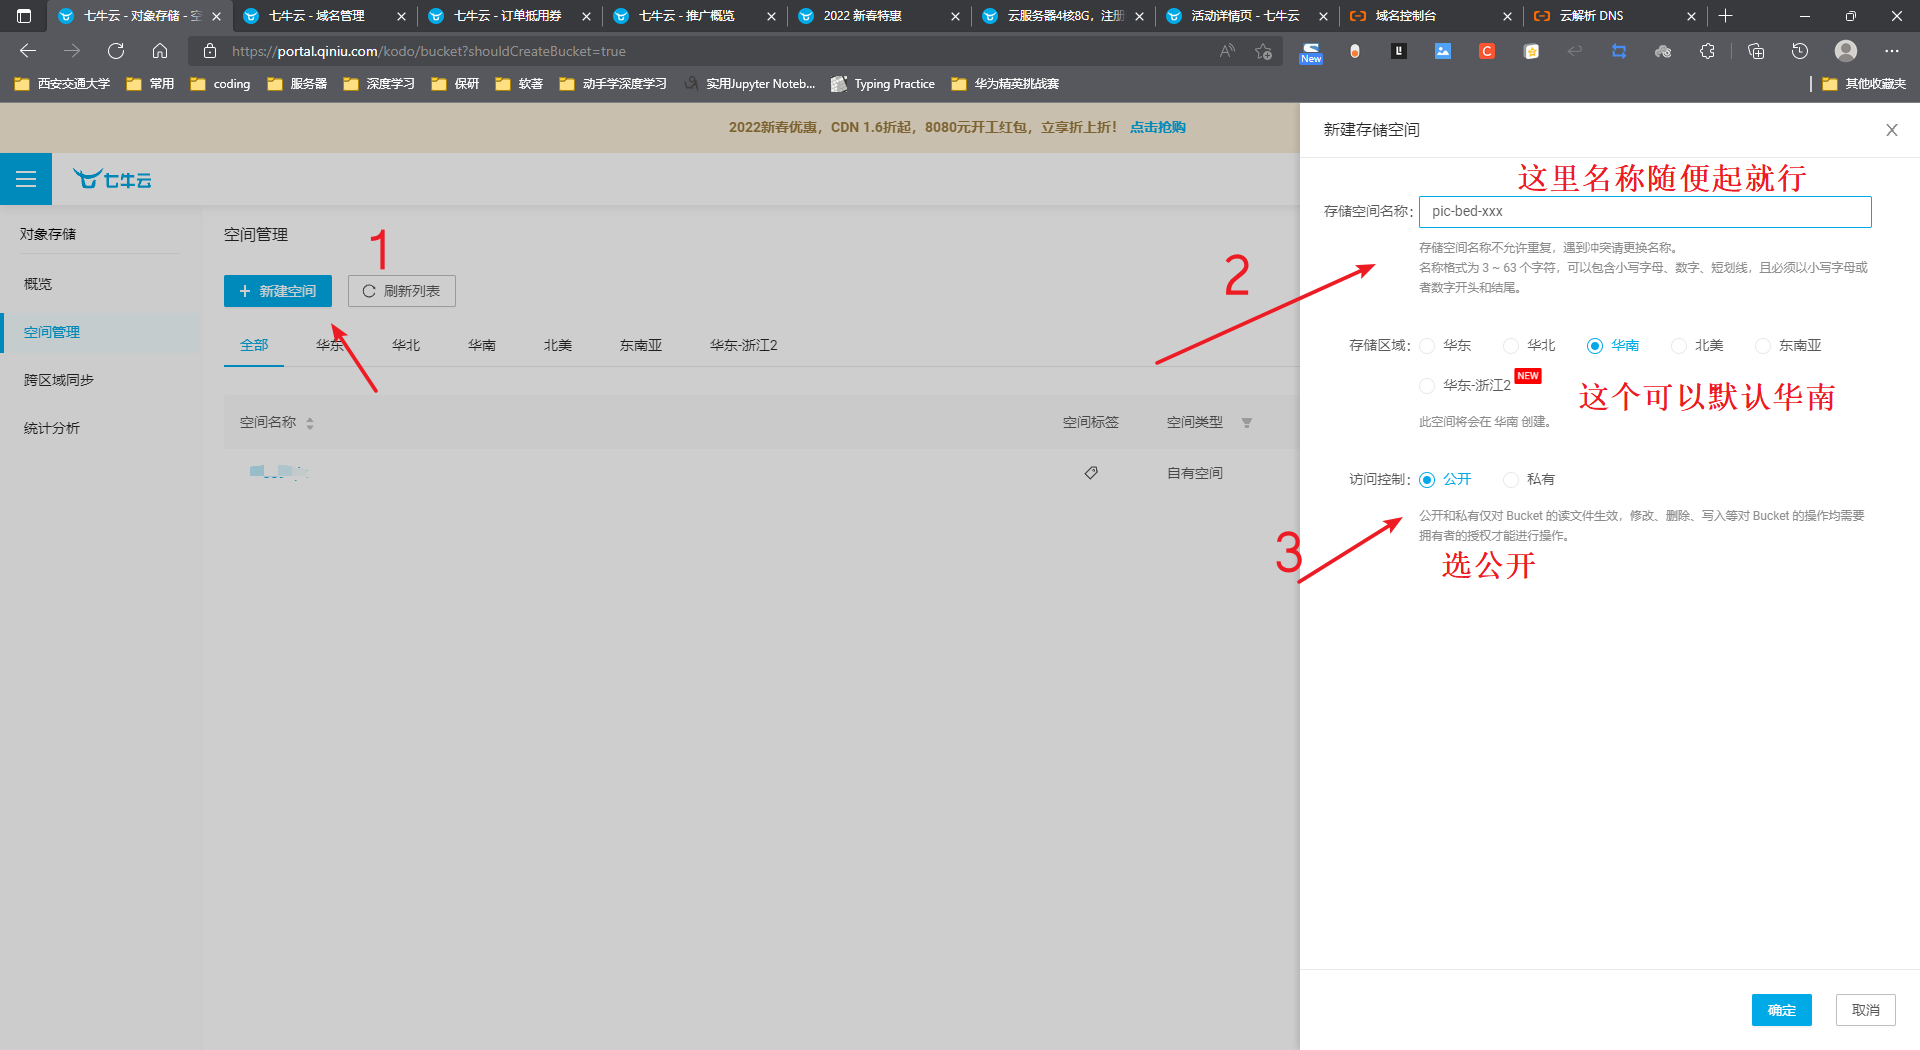 七牛云 - 对象存储 - 空
七牛云 - 域名管理
七牛云 - 订单抵用券
七牛云 - 推广概览
2022 新春特惠
云服务器4核8G，注册
活动详情页 - 七牛云
域名控制台
云解析 DNS
https://portal.qiniu.com/kodo/bucket?shouldCreateBucket=true
New
西安交通大学
常用
coding
服务器
深度学习
保研
软著
动手学深度学习
实用Jupyter Noteb...
Typing Practice
华为精英挑战赛
其他收藏夹
2022新春优惠，CDN 1.6折起，8080元开工红包，立享折上折！ 点击抢购
七牛云
对象存储
概览
空间管理
跨区域同步
统计分析
空间管理
1
+ 新建空间
刷新列表
全部
华东
华北
华南
北美
东南亚
华东-浙江2
空间名称
空间标签
空间类型
自有空间
新建存储空间
这里名称随便起就行
存储空间名称：
pic-bed-xxx
2
存储空间名称不允许重复，遇到冲突请更换名称。
名称格式为 3 ~ 63 个字符，可以包含小写字母、数字、短划线，且必须以小写字母或
者数字开头和结尾。
存储区域：
华东
华北
华南
北美
东南亚
华东-浙江2
NEW
这个可以默认华南
此空间将会在 华南 创建。
访问控制：
公开
私有
3
公开和私有仅对 Bucket 的读文件生效，修改、删除、写入等对 Bucket 的操作均需要
拥有者的授权才能进行操作。
选公开
确定
取消